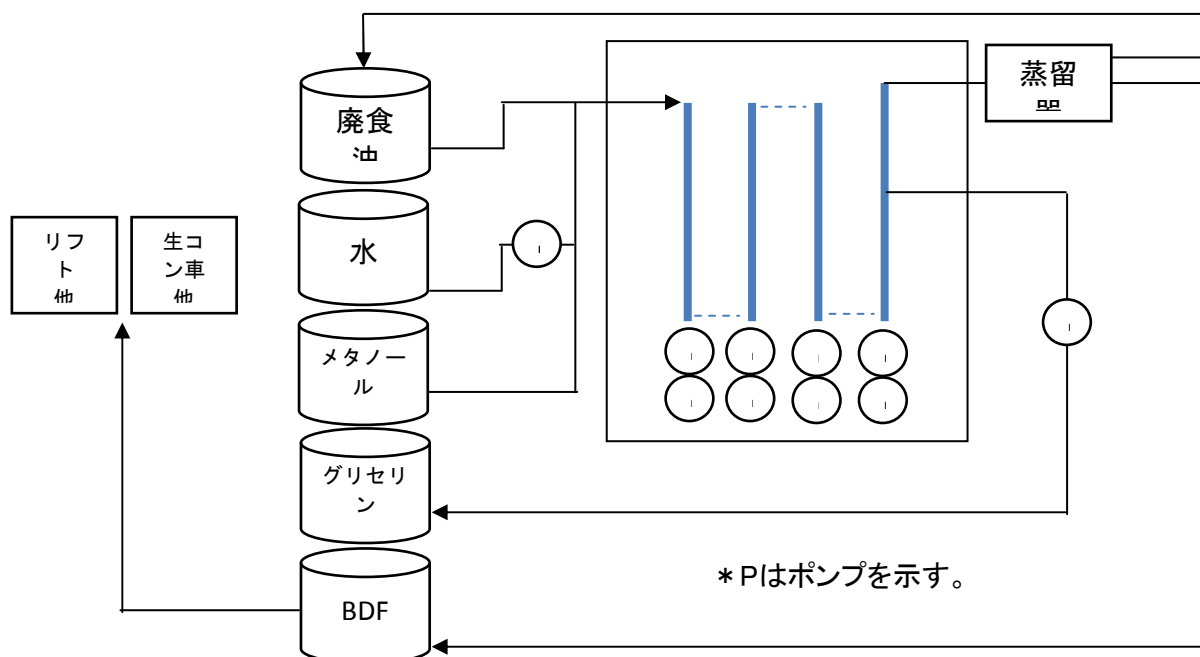 廃食
油
水
メタノー
ル
グリセリ
ン
BDF
リフ
ト
他
生コ
ン車
他
蒸留
＊Pはポンプを示す。